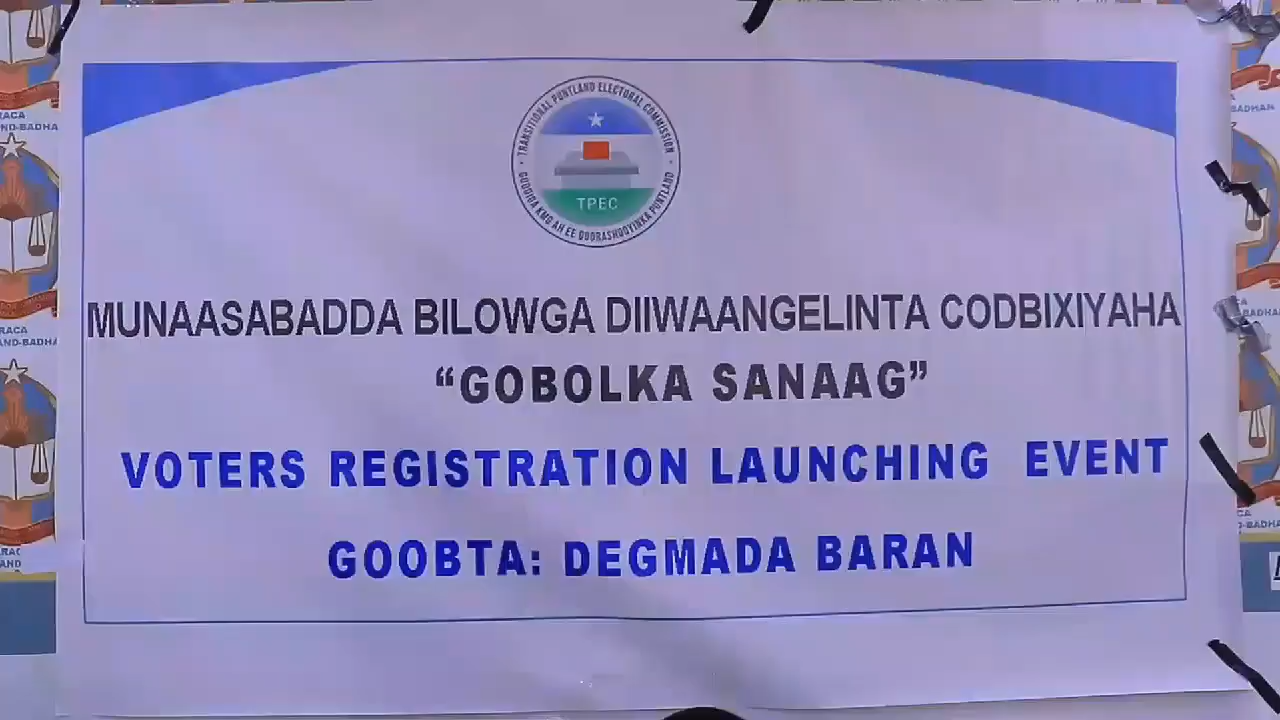 TRANSITIONAL PUNTLAND ELECTORAL COMMISSION
TPEC
GUDDIDA KMG AH EE DOORASHOOYINKA PUNTLAND
MUNAASABADDA BILOWGA DIIWAANGELINTA CODBIXIYAHA
“GOBOLKA SANAAG”
VOTERS REGISTRATION LAUNCHING EVENT
GOOBTA: DEGMADA BARAN